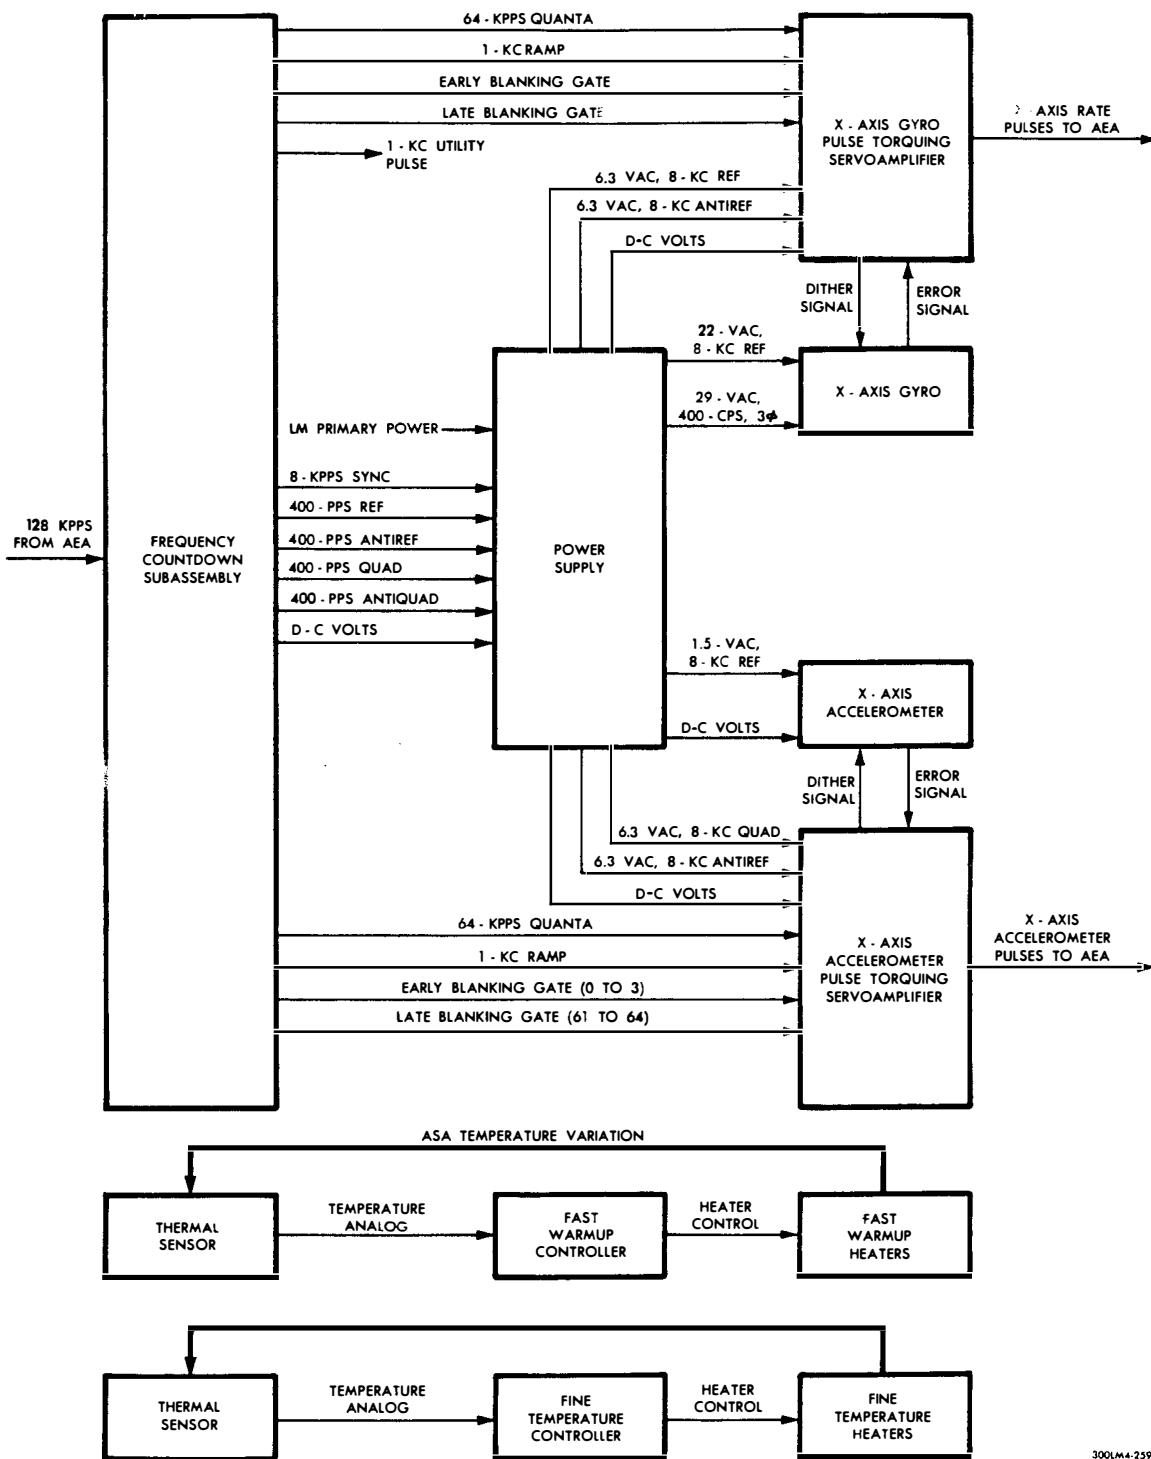 64 - KPPS QUANTA
1 - KC RAMP
EARLY BLANKING GATE
LATE BLANKING GATE
1 - KC UTILITY
PULSE
6.3 VAC, 8 - KC REF
6.3 VAC, 8 - KC ANTIREF
D-C VOLTS
X - AXIS GYRO
PULSE TORQUING
SERVOAMPLIFIER
- AXIS RATE
PULSES TO AEA
DITHER
SIGNAL
ERROR
SIGNAL
22 - VAC,
8 - KC REF
29 - VAC,
400 - CPS, 3ϕ
X - AXIS GYRO
LM PRIMARY POWER
8 - KPPS SYNC
400 - PPS REF
400 - PPS ANTIREF
400 - PPS QUAD
400 - PPS ANTIQUAD
D - C VOLTS
128 KPPS
FROM AEA
FREQUENCY
COUNTDOWN
SUBASSEMBLY
POWER
SUPPLY
1.5 - VAC,
8 - KC REF
D-C VOLTS
X - AXIS
ACCELEROMETER
DITHER
SIGNAL
ERROR
SIGNAL
6.3 VAC, 8 - KC QUAD
6.3 VAC, 8 - KC ANTIREF
D-C VOLTS
64 - KPPS QUANTA
1 - KC RAMP
EARLY BLANKING GATE (0 TO 3)
LATE BLANKING GATE (61 TO 64)
X - AXIS
ACCELEROMETER
PULSE TORQUING
SERVOAMPLIFIER
X - AXIS
ACCELEROMETER
PULSES TO AEA
ASA TEMPERATURE VARIATION
THERMAL
SENSOR
TEMPERATURE
ANALOG
FAST
WARMUP
CONTROLLER
HEATER
CONTROL
FAST
WARMUP
HEATERS
THERMAL
SENSOR
TEMPERATURE
ANALOG
FINE
TEMPERATURE
CONTROLLER
HEATER
CONTROL
FINE
TEMPERATURE
HEATERS
300LM4-259